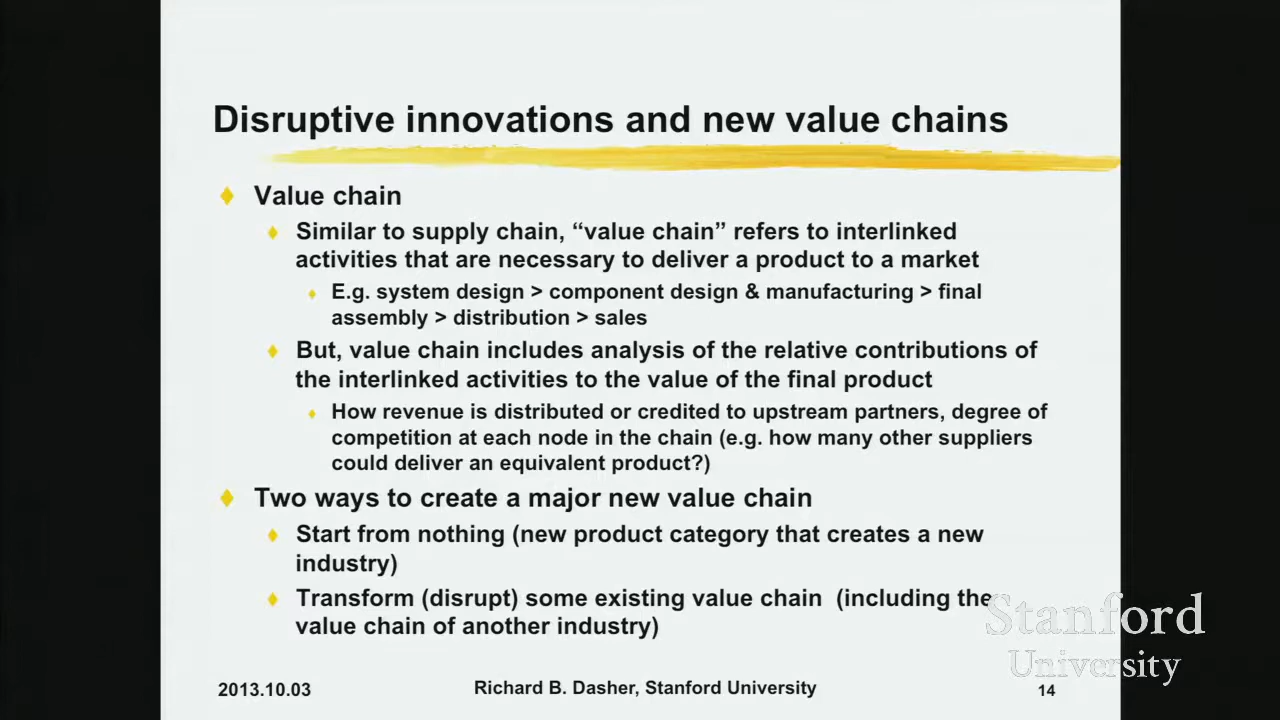 Disruptive innovations and new value chains
Value chain
Similar to supply chain, “value chain” refers to interlinked
activities that are necessary to deliver a product to a market
E.g. system design > component design & manufacturing > final
assembly > distribution > sales
But, value chain includes analysis of the relative contributions of
the interlinked activities to the value of the final product
How revenue is distributed or credited to upstream partners, degree of
competition at each node in the chain (e.g. how many other suppliers
could deliver an equivalent product?)
Two ways to create a major new value chain
Start from nothing (new product category that creates a new
industry)
Transform (disrupt) some existing value chain (including the
value chain of another industry)
Stanford
University
2013.10.03
Richard B. Dasher, Stanford University
14